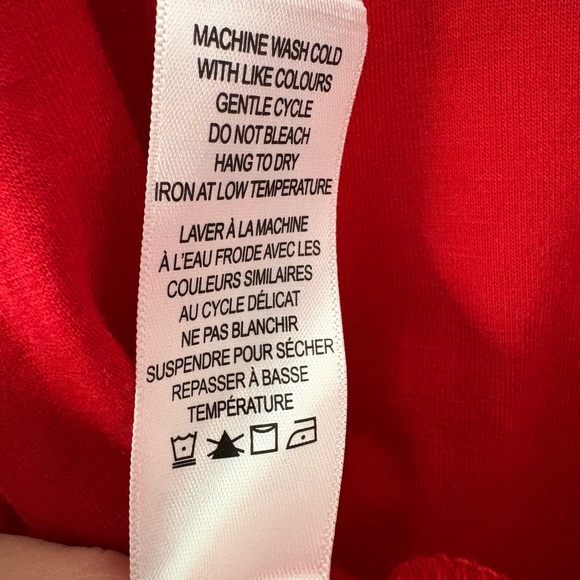 MACHINE WASH COLD
WITH LIKE COLOURS
GENTLE CYCLE
DO NOT BLEACH
HANG TO DRY
IRON AT LOW TEMPERATURE
LAVER À LA MACHINE
À L'EAU FROIDE AVEC LES
COULEURS SIMILAIRES
AU CYCLE DÉLICAT
NE PAS BLANCHIR
SUSPENDRE POUR SÉCHER
REPASSER À BASSE
TEMPÉRATURE